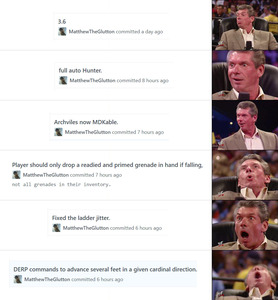 3.6
MatthewTheGlutton committed a day ago
full auto Hunter.
MatthewTheGlutton committed 8 hours ago
Archviles now MDKable.
MatthewTheGlutton committed 7 hours ago
Player should only drop a readied and primed grenade in hand if falling,
MatthewTheGlutton committed 7 hours ago
not all grenades in their inventory.
Fixed the ladder jitter.
MatthewTheGlutton committed 6 hours ago
DERP commands to advance several feet in a given cardinal direction.
MatthewTheGlutton committed 6 hours ago